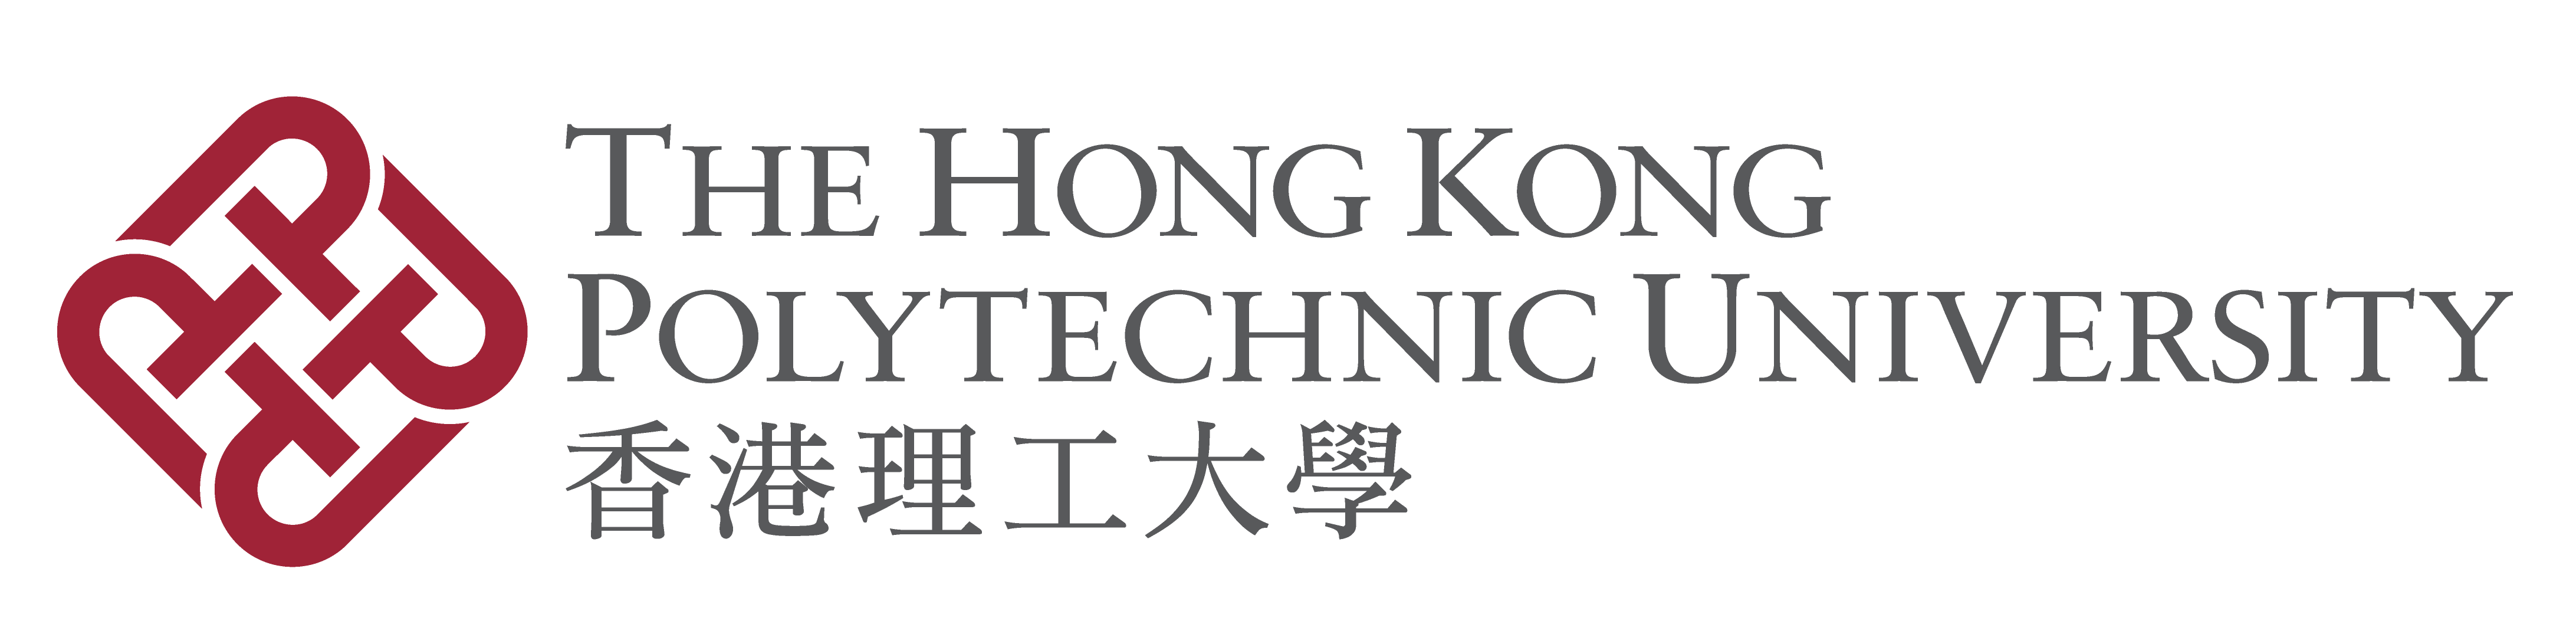 THE HONG KONG
POLYTECHNIC UNIVERSITY
香港理工大學